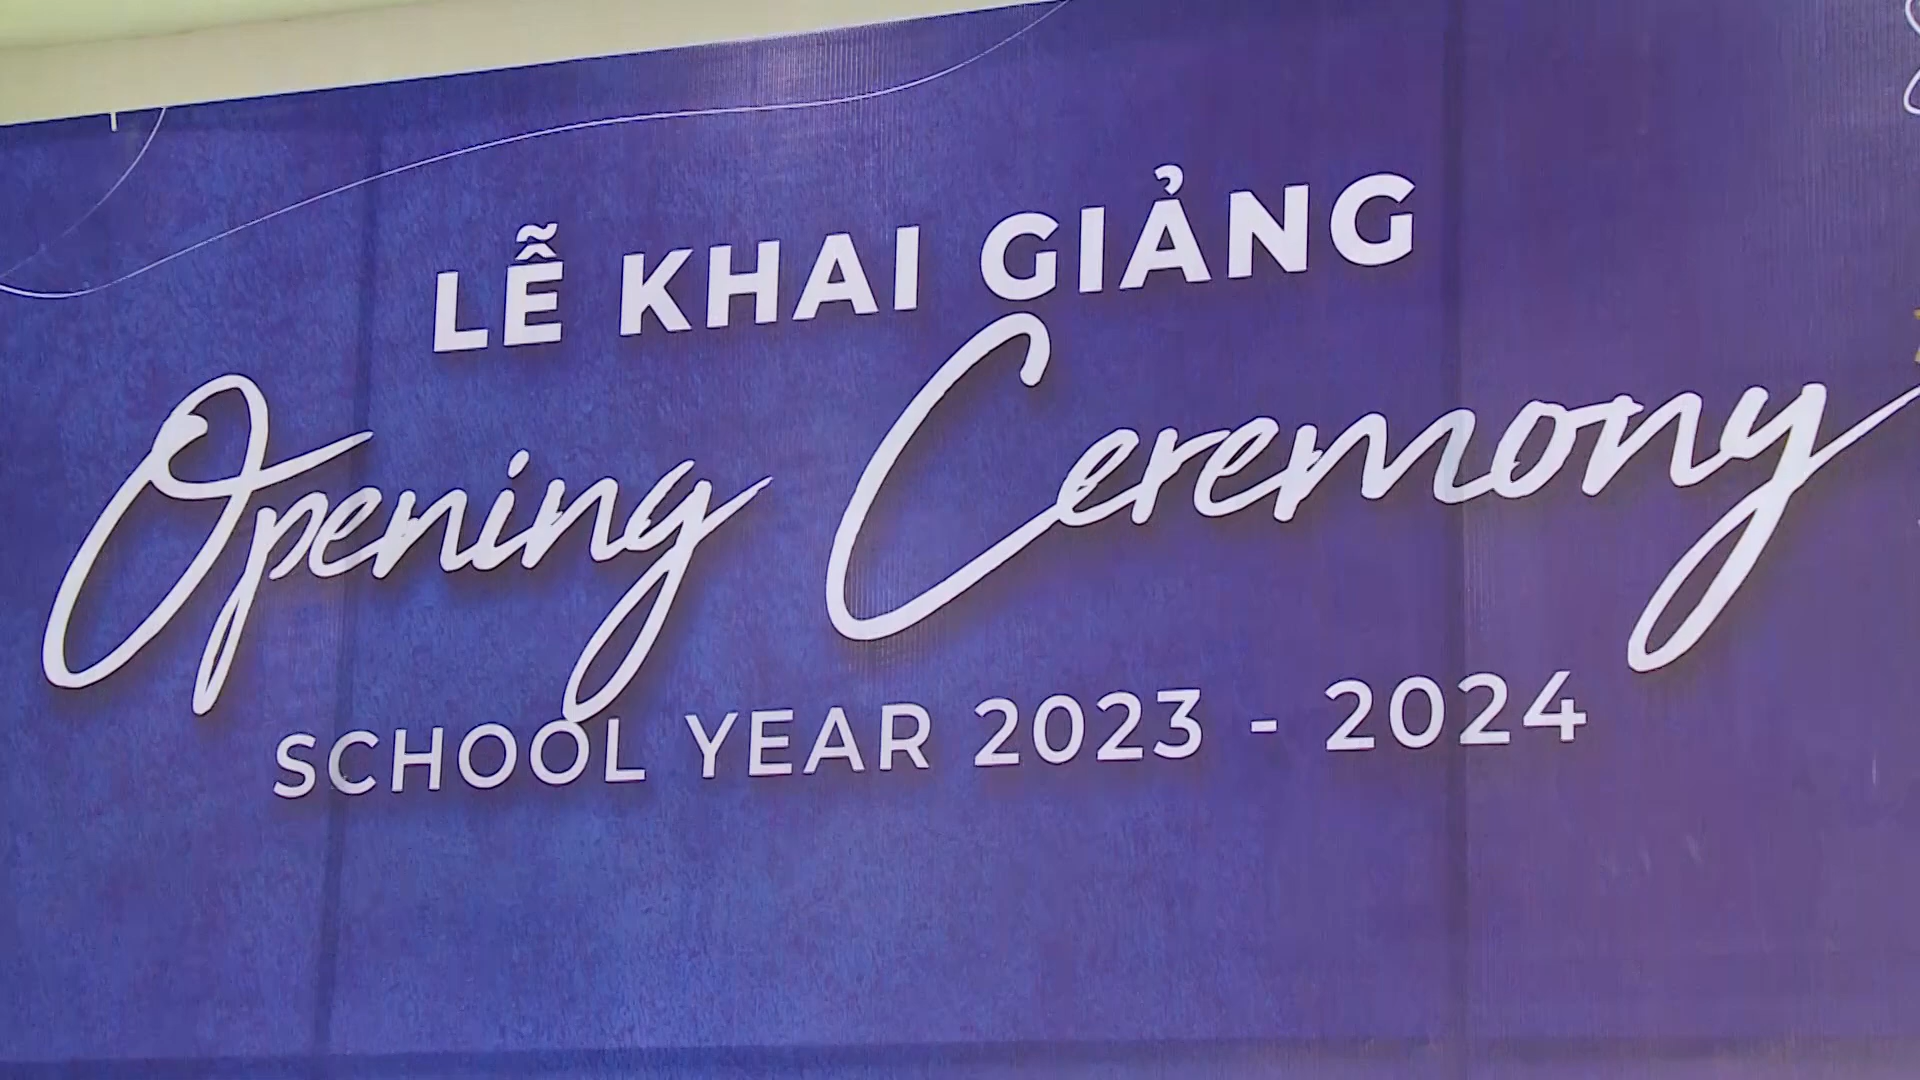 LỄ KHAI GIẢNG
Opening Ceremony
SCHOOL YEAR 2023 - 2024